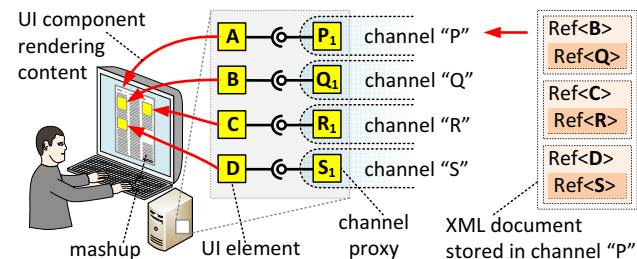 UI component
rendering
content
A
P1
channel “P”
B
Q1
channel “Q”
C
R1
channel “R”
D
S1
channel “S”
Ref<B>
Ref<Q>
Ref<C>
Ref<R>
Ref<D>
Ref<S>
mashup
UI element
channel
proxy
XML document
stored in channel “P”